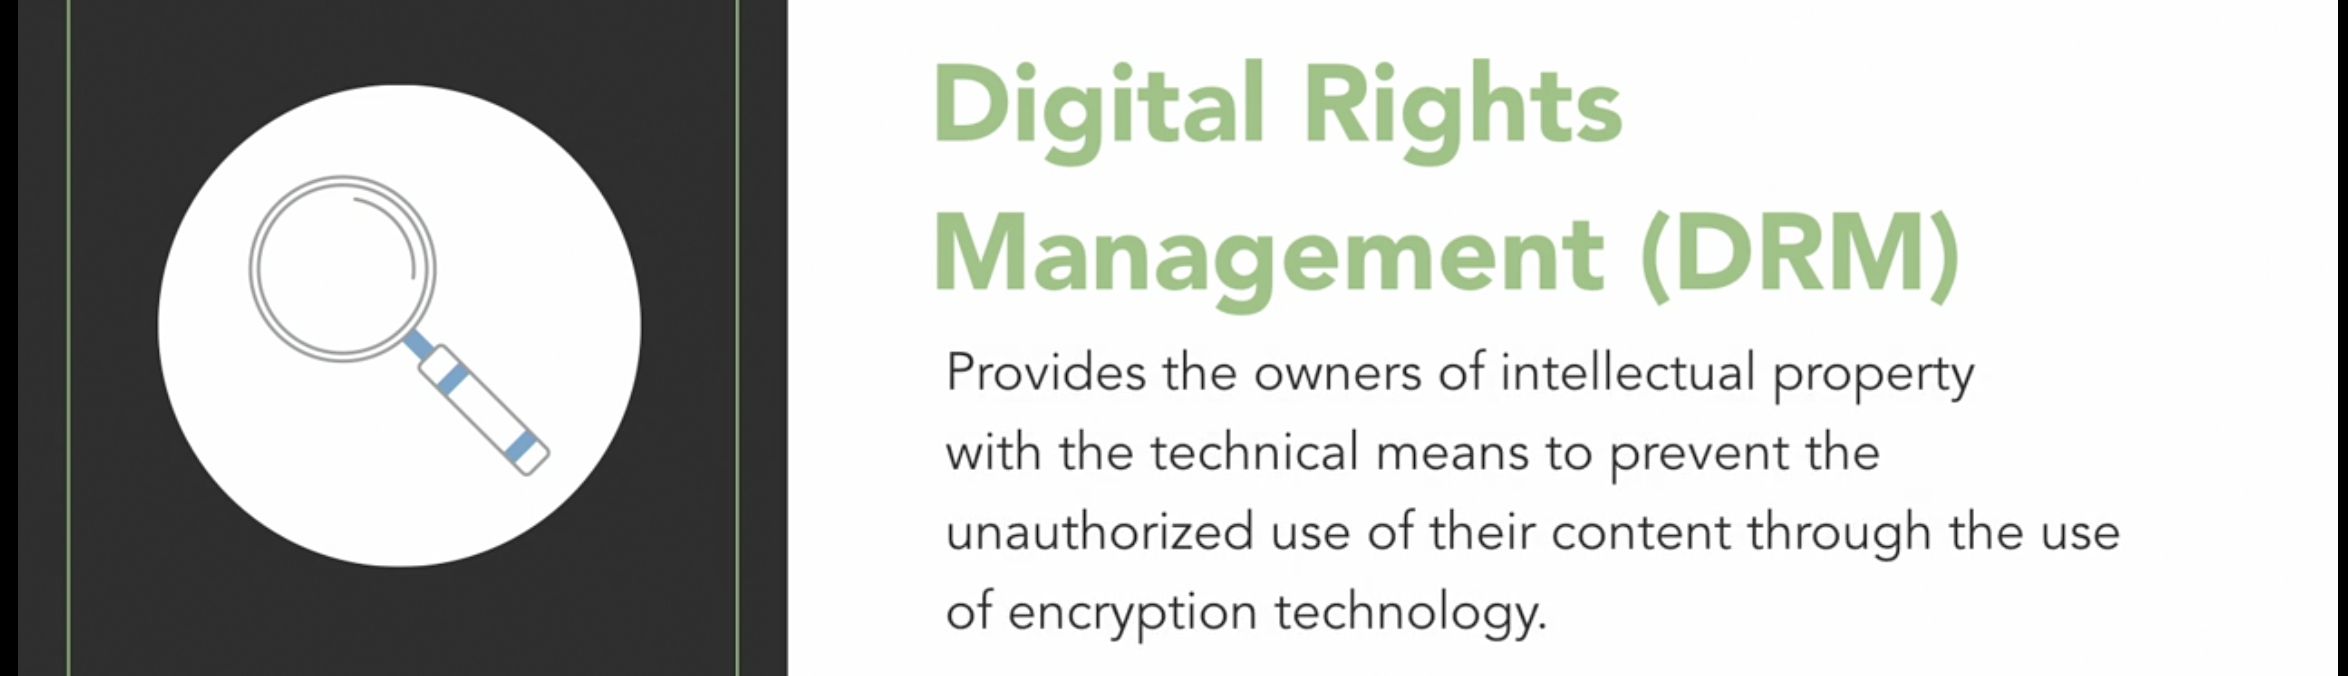 Digital Rights
Management (DRM)
Provides the owners of intellectual property
with the technical means to prevent the
unauthorized use of their content through the use
of encryption technology.